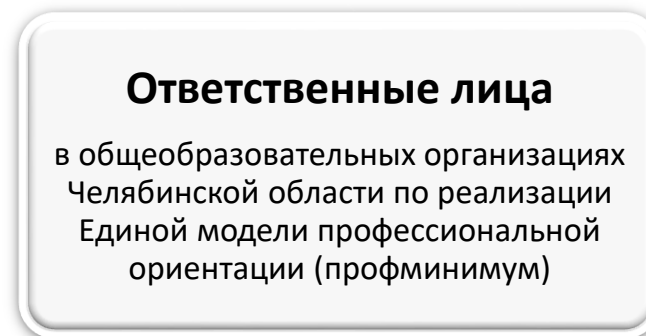 Ответственные лица
в общеобразовательных организациях
Челябинской области по реализации
Единой модели профессиональной
ориентации (профминимум)